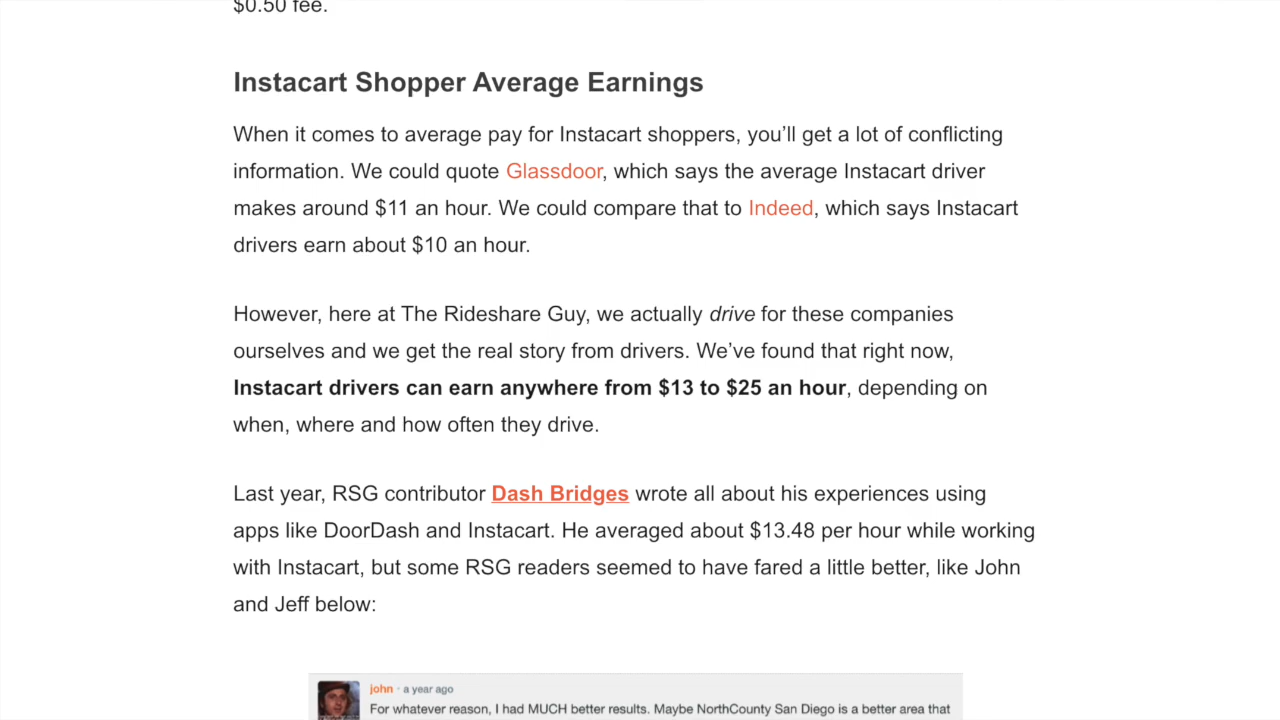 $0.50 fee.
Instacart Shopper Average Earnings
When it comes to average pay for Instacart shoppers, you’ll get a lot of conflicting
information. We could quote Glassdoor, which says the average Instacart driver
makes around $11 an hour. We could compare that to Indeed, which says Instacart
drivers earn about $10 an hour.
However, here at The Rideshare Guy, we actually drive for these companies
ourselves and we get the real story from drivers. We’ve found that right now,
Instacart drivers can earn anywhere from $13 to $25 an hour, depending on
when, where and how often they drive.
Last year, RSG contributor Dash Bridges wrote all about his experiences using
apps like DoorDash and Instacart. He averaged about $13.48 per hour while working
with Instacart, but some RSG readers seemed to have fared a little better, like John
and Jeff below:
john · a year ago
For whatever reason, I had MUCH better results. Maybe NorthCounty San Diego is a better area that